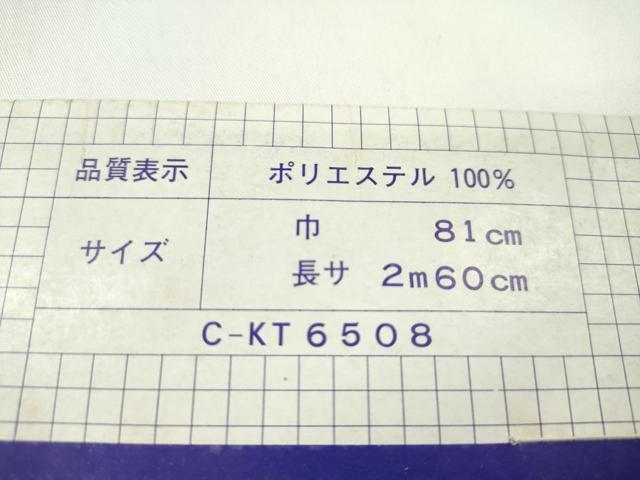 品質表示 ポリエステル 100%
サイズ 巾 81cm
長サ 2m60cm
C-KT6508